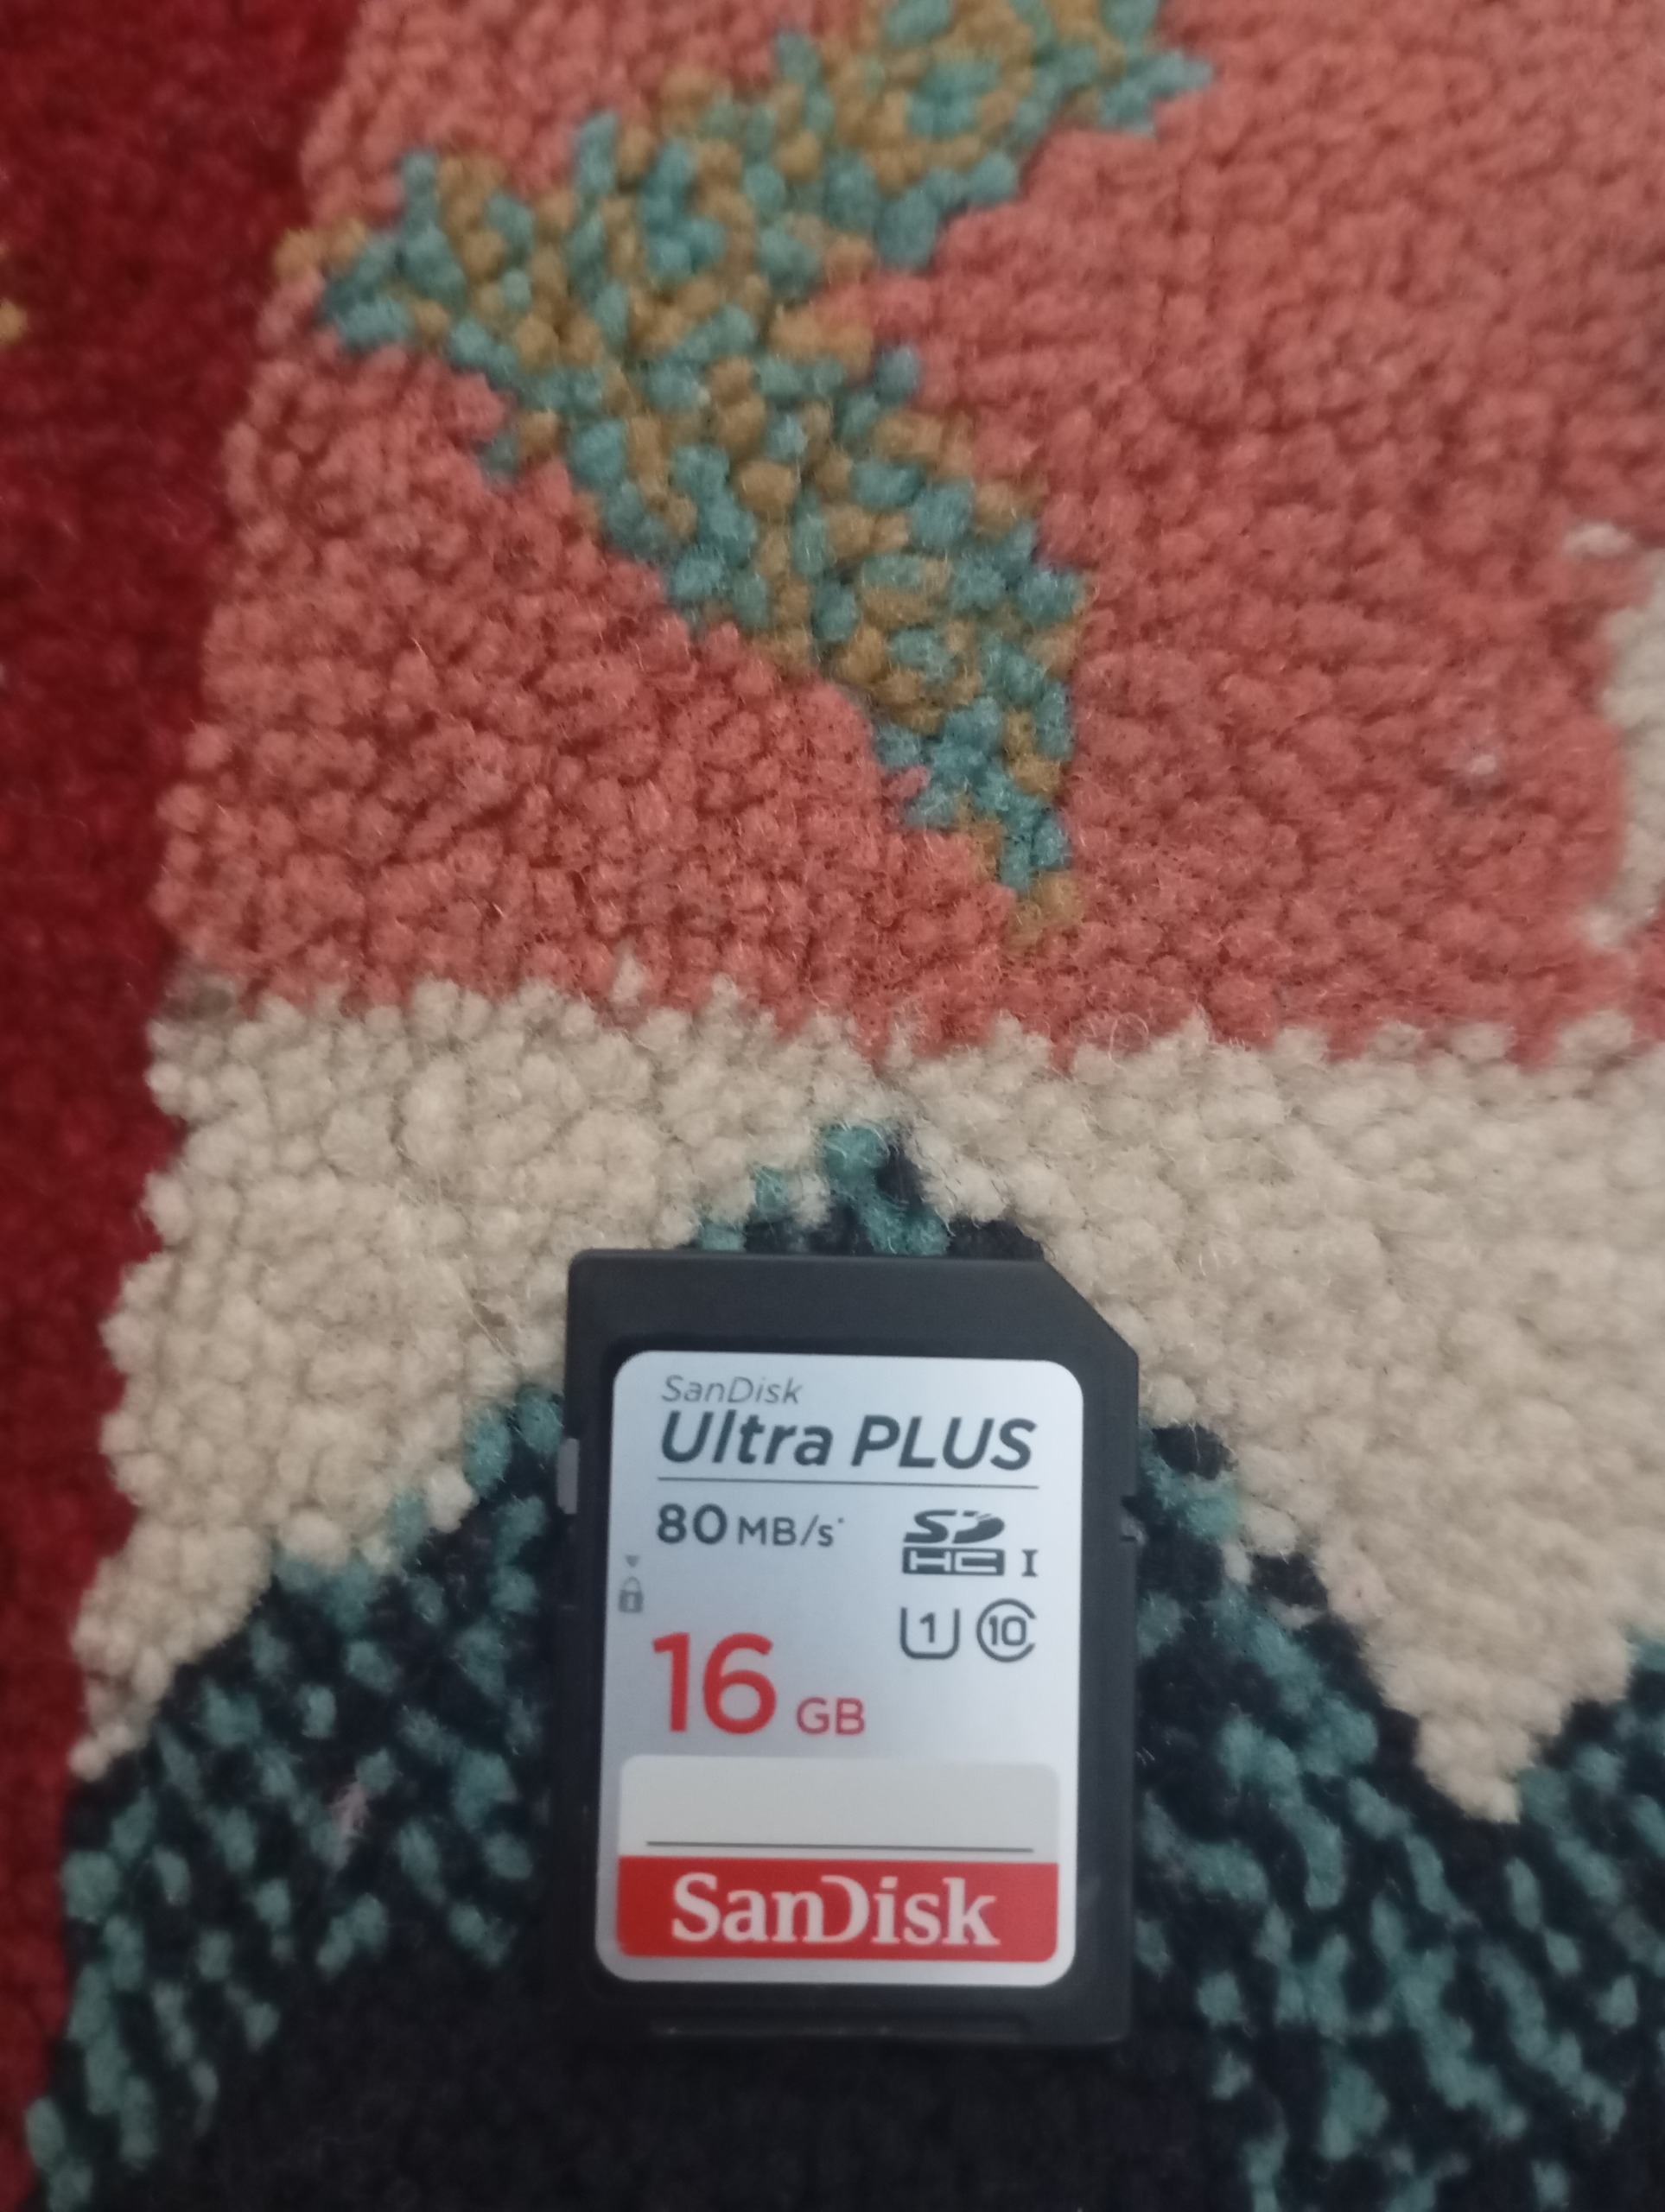 SanDisk
Ultra PLUS
80 MB/s*
SD
HC I
1 10
16 GB
SanDisk